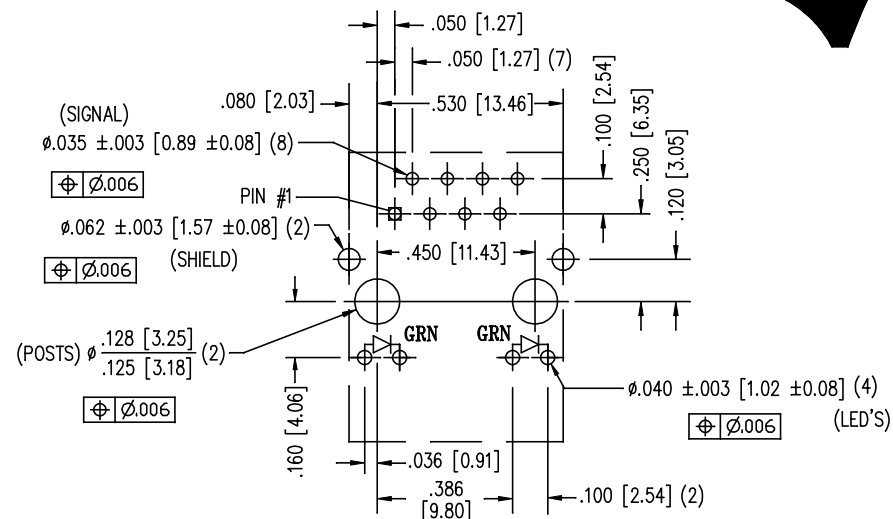 .050 [1.27]
.050 [1.27] (7)
.080 [2.03]
.530 [13.46]
.100 [2.54]
.250 [6.35]
.120 [3.05]
(SIGNAL)
ø.035 ±.003 [0.89 ±0.08] (8)
⌖ Ø.006
PIN #1
ø.062 ±.003 [1.57 ±0.08] (2)
(SHIELD)
⌖ Ø.006
.450 [11.43]
GRN
GRN
(POSTS) ø .128 [3.25]
.125 [3.18] (2)
⌖ Ø.006
ø.040 ±.003 [1.02 ±0.08] (4)
(LED'S)
⌖ Ø.006
.160 [4.06]
.036 [0.91]
.386
[9.80]
.100 [2.54] (2)